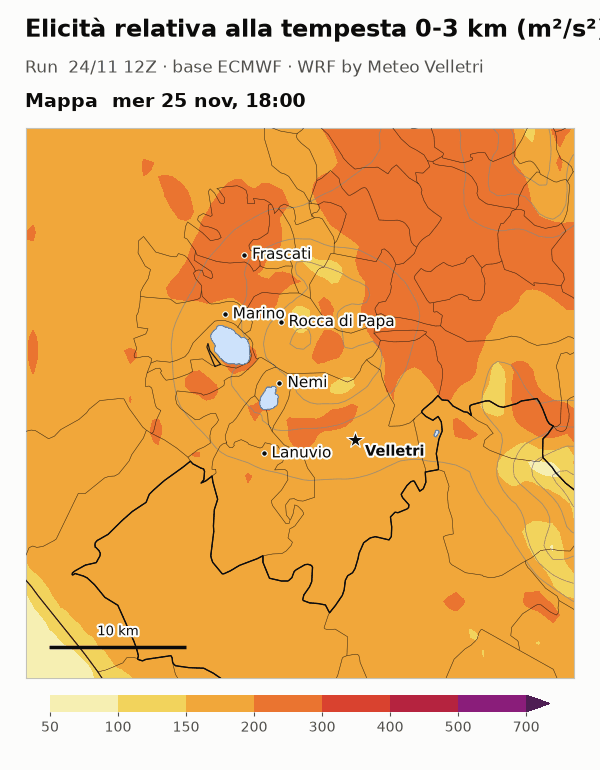 Elicità relativa alla tempesta 0-3 km (m²/s²)
Run 24/11 12Z · base ECMWF · WRF by Meteo Velletri
Mappa mer 25 nov, 18:00
Frascati
Marino
Rocca di Papa
Nemi
Velletri
Lanuvio
10 km
50 100 150 200 300 400 500 700